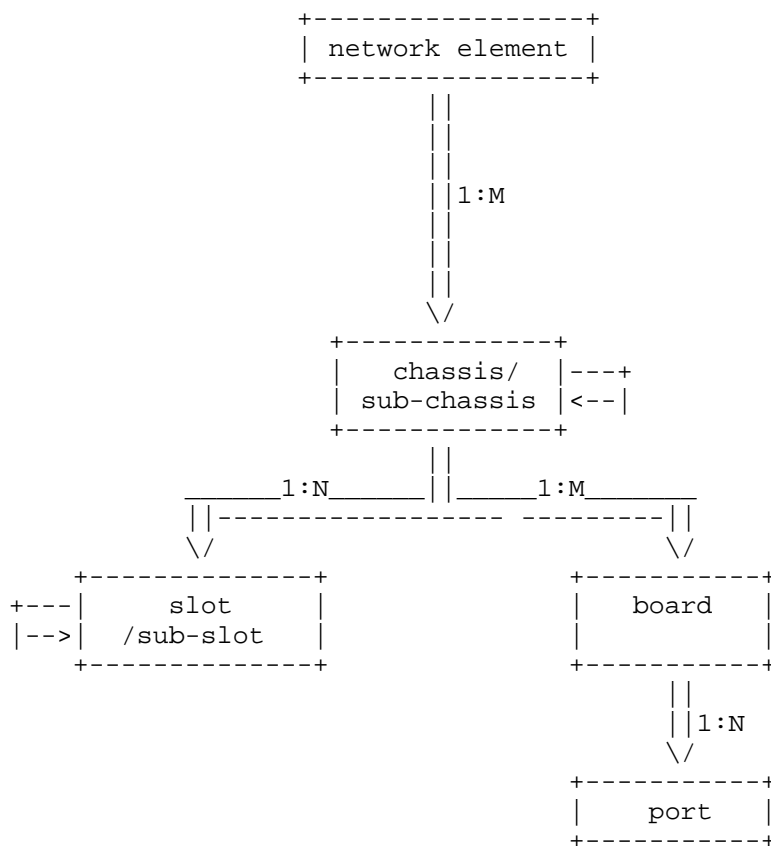 network element
1:M
chassis/
sub-chassis
1:N 1:M
slot board
/sub-slot
1:N
port